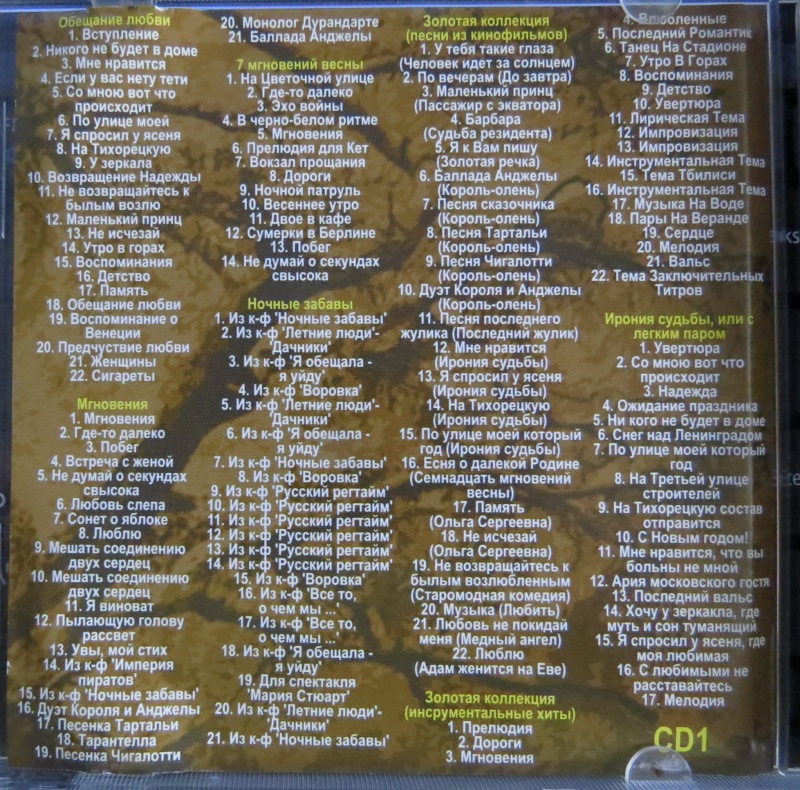 Обещание любви
1. Вступление
2. Никого не будет в доме
3. Мне нравится
4. Если у вас нету тети
5. Со мною вот что
происходит
6. По улице моей
7. Я спросил у ясеня
8. На Тихорецкую
9. У зеркала
10. Возвращение Надежды
11. Не возвращайтесь к
былым возлю
12. Маленький принц
13. Не исчезай
14. Утро в горах
15. Воспоминания
16. Детство
17. Память
18. Обещание любви
19. Воспоминание о
Венеции
20. Предчуствие любви
21. Женщины
22. Сигареты
Мгновения
1. Мгновения
2. Где-то далеко
3. Побег
4. Встреча с женой
5. Не думай о секундах
свысока
6. Любовь слепа
7. Сонет о яблоке
8. Люблю
9. Мешать соединению
двух сердец
10. Мешать соединению
двух сердец
11. Я виноват
12. Пылающую голову
рассвет
13. Увы, мой стих
14. Из к-ф 'Империя
пиратов'
15. Из к-ф 'Ночные забавы'
16. Дуэт Короля и Анджелы
17. Песенка Тартальи
18. Тарантелла
19. Песенка Чигалотти
20. Монолог Дурандарте
21. Баллада Анджелы
7 мгновений весны
1. На Цветочной улице
2. Где-то далеко
3. Эхо войны
4. В черно-белом ритме
5. Мгновения
6. Прелюдия для Кет
7. Вокзал прощания
8. Дороги
9. Ночной патруль
10. Весеннее утро
11. Двое в кафе
12. Сумерки в Берлине
13. Побег
14. Не думай о секундах
свысока
Ночные забавы
1. Из к-ф 'Ночные забавы'
2. Из к-ф 'Летние люди'-
'Дачники'
3. Из к-ф 'Я обещала -
я уйду'
4. Из к-ф 'Воровка'
5. Из к-ф 'Летние люди'-
'Дачники'
6. Из к-ф 'Я обещала -
я уйду'
7. Из к-ф 'Ночные забавы'
8. Из к-ф 'Воровка'
9. Из к-ф 'Русский регтайм'
10. Из к-ф 'Русский регтайм'
11. Из к-ф 'Русский регтайм'
12. Из к-ф 'Русский регтайм'
13. Из к-ф 'Русский регтайм'
14. Из к-ф 'Русский регтайм'
15. Из к-ф 'Воровка'
16. Из к-ф 'Все то,
о чем мы ...'
17. Из к-ф 'Все то,
о чем мы ...'
18. Из к-ф 'Я обещала -
я уйду'
19. Для спектакля
'Мария Стюарт'
20. Из к-ф 'Летние люди'-
'Дачники'
21. Из к-ф 'Ночные забавы'
Золотая коллекция
(песни из кинофильмов)
1. У тебя такие глаза
(Человек идет за солнцем)
2. По вечерам (До завтра)
3. Маленький принц
(Пассажир с экватора)
4. Барбара
(Судьба резидента)
5. Я к Вам пишу
(Золотая речка)
6. Баллада Анджелы
(Король-олень)
7. Песня сказочника
(Король-олень)
8. Песня Тартальи
(Король-олень)
9. Песня Чигалотти
(Король-олень)
10. Дуэт Короля и Анджелы
(Король-олень)
11. Песня последнего
жулика (Последний жулик)
12. Мне нравится
(Ирония судьбы)
13. Я спросил у ясеня
(Ирония судьбы)
14. На Тихорецкую
(Ирония судьбы)
15. По улице моей который
год (Ирония судьбы)
16. Есня о далекой Родине
(Семнадцать мгновений
весны)
17. Память
(Ольга Сергеевна)
18. Не исчезай
(Ольга Сергеевна)
19. Не возвращайтесь к
былым возлюбленным
(Старомодная комедия)
20. Музыка (Любить)
21. Любовь не покидай
меня (Медный ангел)
22. Люблю
(Адам женится на Еве)
Золотая коллекция
(инсрументальные хиты)
1. Прелюдия
2. Дороги
3. Мгновения
4. Влюбленные
5. Последний Романтик
6. Танец На Стадионе
7. Утро В Горах
8. Воспоминания
9. Детство
10. Увертюра
11. Лирическая Тема
12. Импровизация
13. Импровизация
14. Инструментальная Тема
15. Тема Тбилиси
16. Инструментальная Тема
17. Музыка На Воде
18. Пары На Веранде
19. Сердце
20. Мелодия
21. Вальс
22. Тема Заключительных
Титров
Ирония судьбы, или с
легким паром
1. Увертюра
2. Со мною вот что
происходит
3. Надежда
4. Ожидание праздника
5. Ни кого не будет в доме
6. Снег над Ленинградом
7. По улице моей который
год
8. На Третьей улице
строителей
9. На Тихорецкую состав
отправится
10. С Новым годом!
11. Мне нравится, что вы
больны не мной
12. Ария московского гостя
13. Последний вальс
14. Хочу у зеркакла, где
муть и сон туманящий
15. Я спросил у ясеня, где
моя любимая
16. С любимыми не
расставайтесь
17. Мелодия
CD1